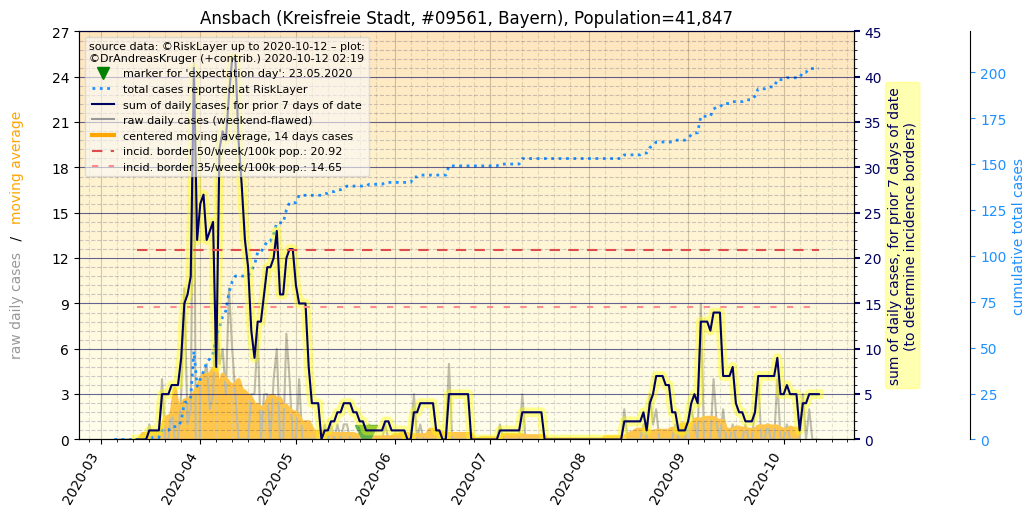 Ansbach (Kreisfreie Stadt, #09561, Bayern), Population=41,847
source data: ©RiskLayer up to 2020-10-12 – plot:
©DrAndreasKruger (+contrib.) 2020-10-12 02:19
marker for 'expectation day': 23.05.2020
total cases reported at RiskLayer
sum of daily cases, for prior 7 days of date
raw daily cases (weekend-flawed)
centered moving average, 14 days cases
incid. border 50/week/100k pop.: 20.92
incid. border 35/week/100k pop.: 14.65
raw daily cases / moving average
27
24
21
18
15
12
9
6
3
0
45
40
35
30
25
20
15
10
5
0
sum of daily cases, for prior 7 days of date
(to determine incidence borders)
200
175
150
125
100
75
50
25
0
cumulative total cases
2020-03
2020-04
2020-05
2020-06
2020-07
2020-08
2020-09
2020-10